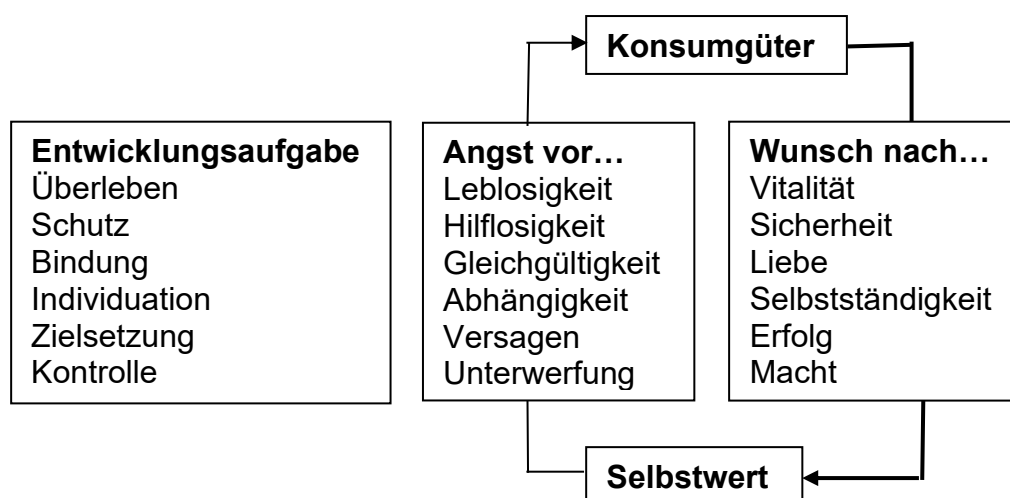 Konsumgüter
Entwicklungsaufgabe
Überleben
Schutz
Bindung
Individuation
Zielsetzung
Kontrolle
Angst vor…
Leblosigkeit
Hilflosigkeit
Gleichgültigkeit
Abhängigkeit
Versagen
Unterwerfung
Wunsch nach…
Vitalität
Sicherheit
Liebe
Selbstständigkeit
Erfolg
Macht
Selbstwert